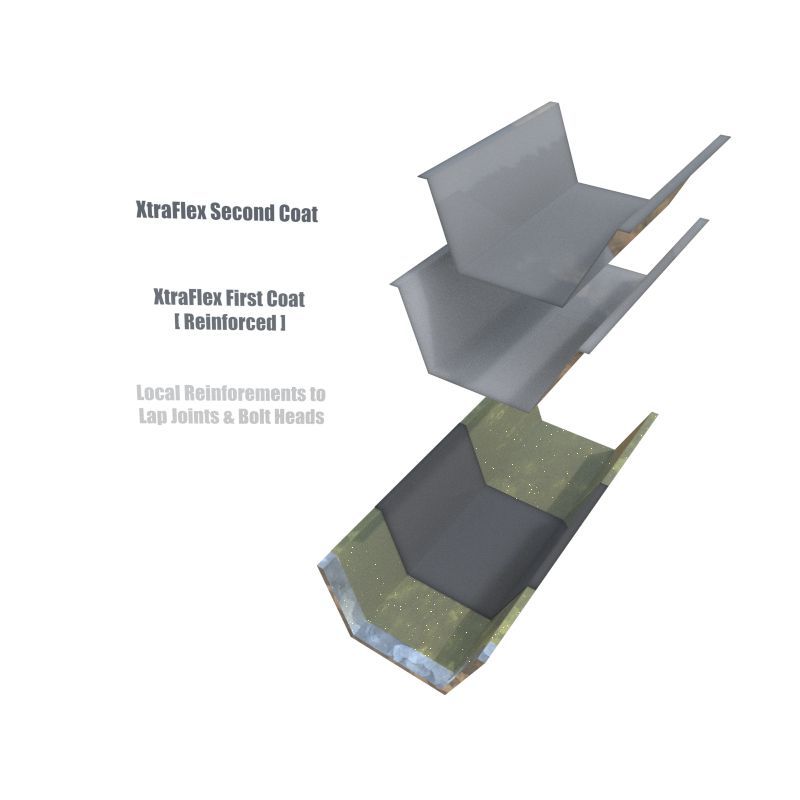 XtraFlex Second Coat
XtraFlex First Coat
[ Reinforced ]
Local Reinforements to
Lap Joints & Bolt Heads